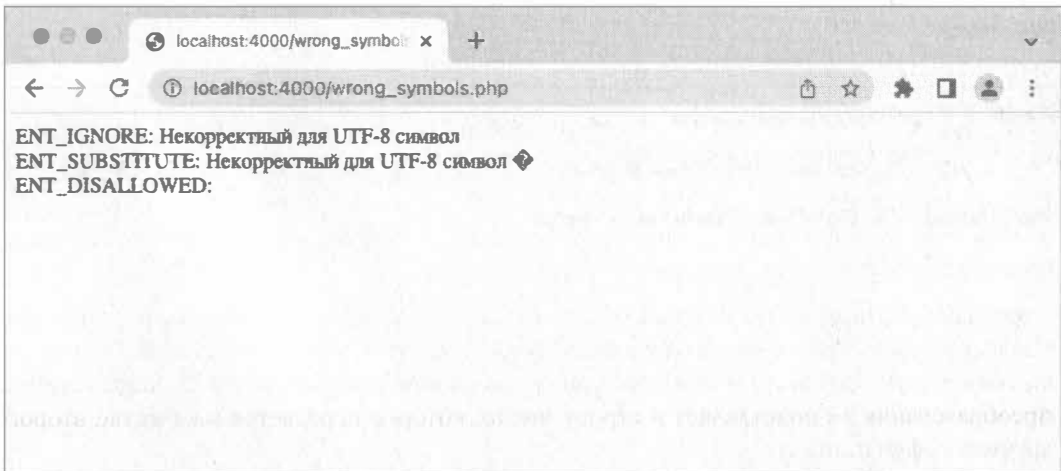 localhost:4000/wrong_symbols
localhost:4000/wrong_symbols.php
ENT_IGNORE: Некорректный для UTF-8 символ
ENT_SUBSTITUTE: Некорректный для UTF-8 символ �
ENT_DISALLOWED: